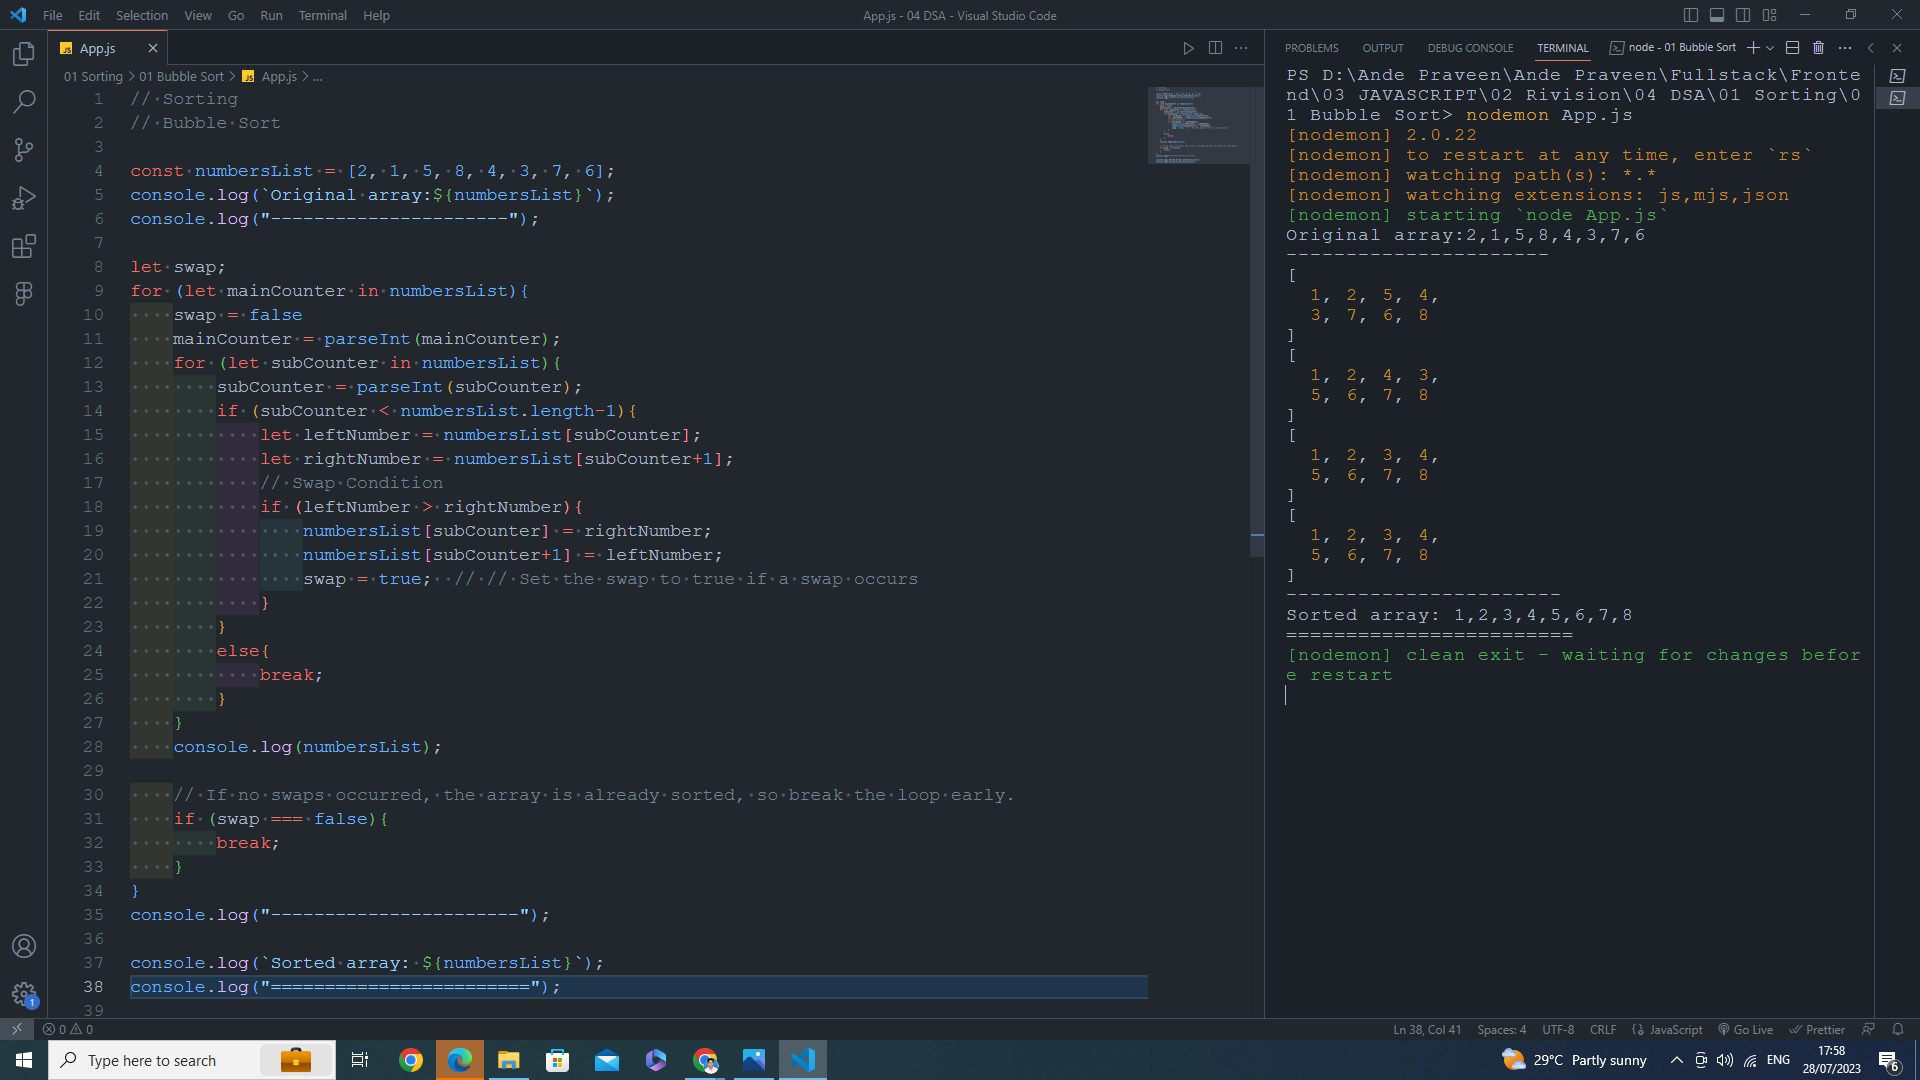 File Edit Selection View Go Run Terminal Help
App.js - 04 DSA - Visual Studio Code
JS App.js
01 Sorting > 01 Bubble Sort > JS App.js > ...
1 // Sorting
2 // Bubble Sort
3
4 const numbersList = [2, 1, 5, 8, 4, 3, 7, 6];
5 console.log(`Original array:${numbersList}`);
6 console.log("----------------------");
7
8 let swap;
9 for (let mainCounter in numbersList){
10 swap = false
11 mainCounter = parseInt(mainCounter);
12 for (let subCounter in numbersList){
13 subCounter = parseInt(subCounter);
14 if (subCounter < numbersList.length-1){
15 let leftNumber = numbersList[subCounter];
16 let rightNumber = numbersList[subCounter+1];
17 // Swap Condition
18 if (leftNumber > rightNumber){
19 numbersList[subCounter] = rightNumber;
20 numbersList[subCounter+1] = leftNumber;
21 swap = true; // // Set the swap to true if a swap occurs
22 }
23 }
24 else{
25 break;
26 }
27 }
28 console.log(numbersList);
29
30 // If no swaps occurred, the array is already sorted, so break the loop early.
31 if (swap === false){
32 break;
33 }
34 }
35 console.log("-----------------------");
36
37 console.log(`Sorted array: ${numbersList}`);
38 console.log("========================");
39
PROBLEMS OUTPUT DEBUG CONSOLE TERMINAL node - 01 Bubble Sort
PS D:\Ande Praveen\Ande Praveen\Fullstack\Fronte
nd\03 JAVASCRIPT\02 Rivision\04 DSA\01 Sorting\0
1 Bubble Sort> nodemon App.js
[nodemon] 2.0.22
[nodemon] to restart at any time, enter `rs`
[nodemon] watching path(s): *.*
[nodemon] watching extensions: js,mjs,json
[nodemon] starting `node App.js`
Original array:2,1,5,8,4,3,7,6
----------------------
[
1, 2, 5, 4,
3, 7, 6, 8
]
[
1, 2, 4, 3,
5, 6, 7, 8
]
[
1, 2, 3, 4,
5, 6, 7, 8
]
[
1, 2, 3, 4,
5, 6, 7, 8
]
-----------------------
Sorted array: 1,2,3,4,5,6,7,8
========================
[nodemon] clean exit - waiting for changes befor
e restart
1
0 0
Ln 38, Col 41 Spaces: 4 UTF-8 CRLF {} JavaScript Go Live Prettier
Type here to search
29°C Partly sunny
ENG
17:58
28/07/2023
6